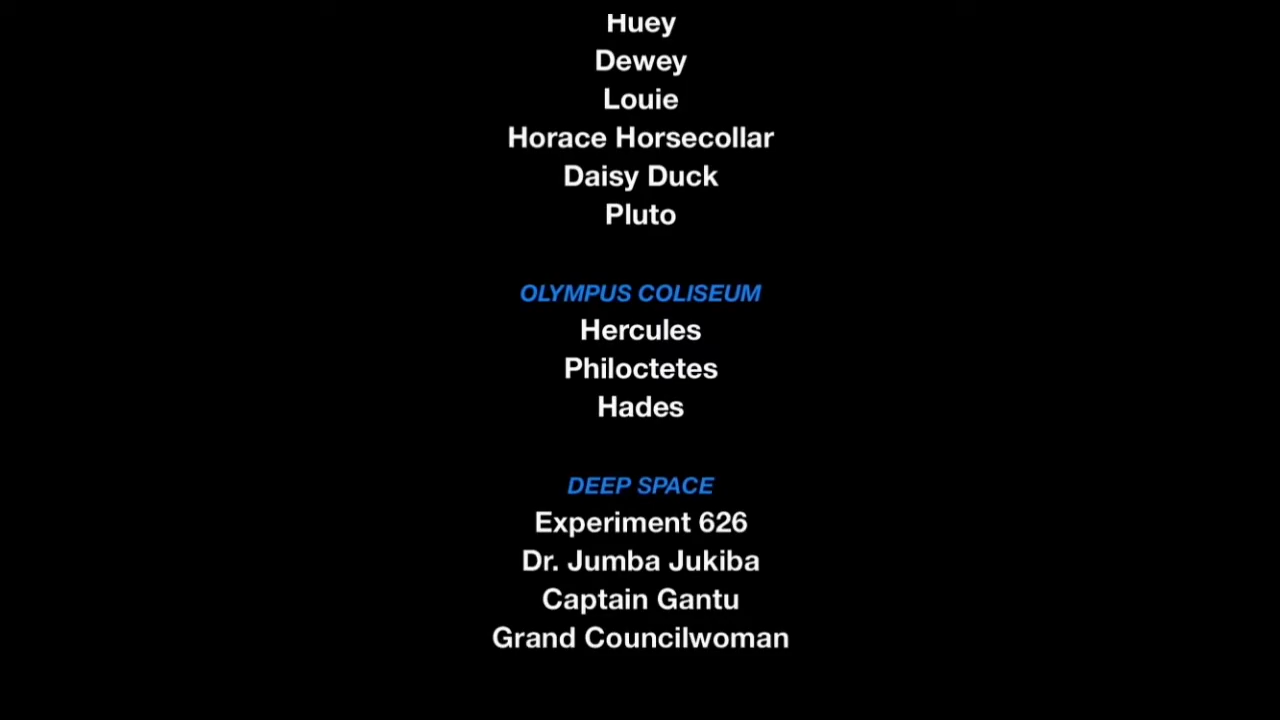 Huey
Dewey
Louie
Horace Horsecollar
Daisy Duck
Pluto
OLYMPUS COLISEUM
Hercules
Philoctetes
Hades
DEEP SPACE
Experiment 626
Dr. Jumba Jukiba
Captain Gantu
Grand Councilwoman